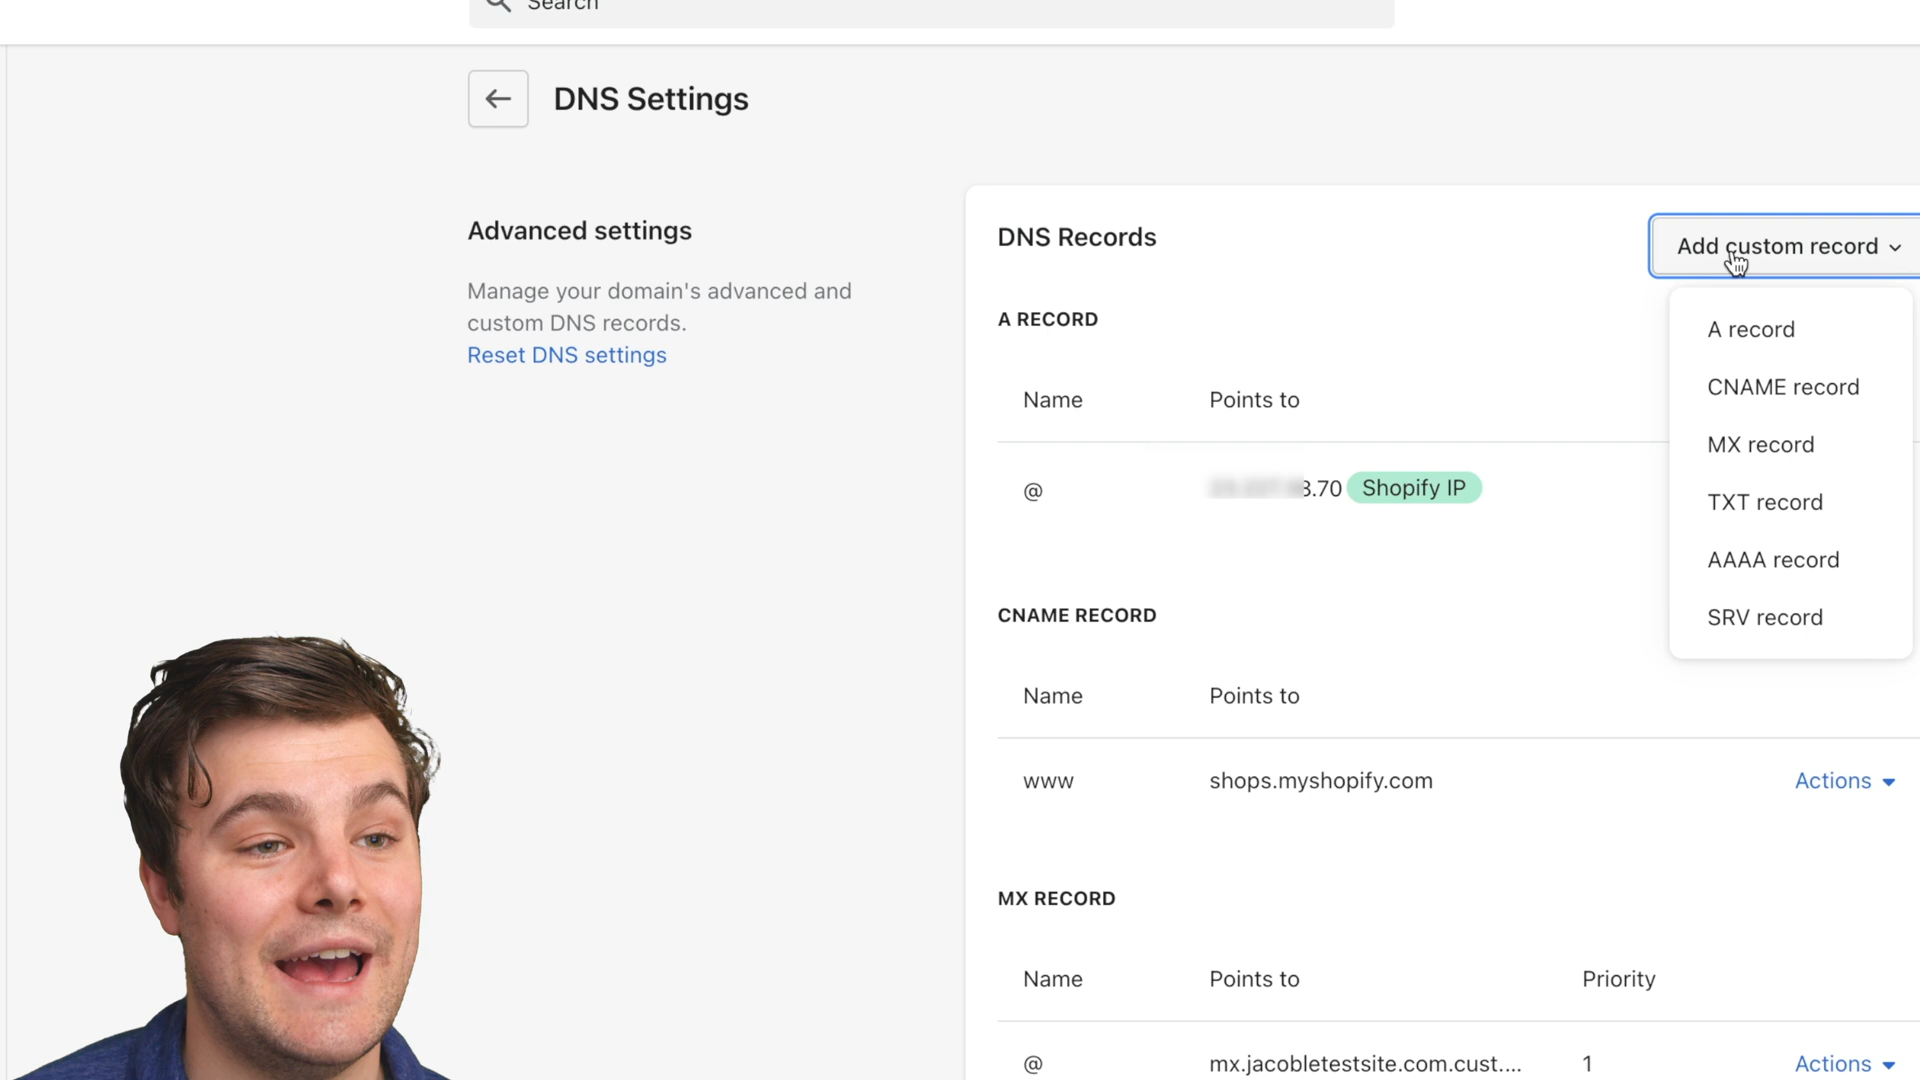 Search
DNS Settings
Advanced settings
Manage your domain's advanced and
custom DNS records.
Reset DNS settings
DNS Records
Add custom record
A record
CNAME record
MX record
TXT record
AAAA record
SRV record
A RECORD
Name Points to
@ 3.70 Shopify IP
CNAME RECORD
Name Points to
www shops.myshopify.com Actions
MX RECORD
Name Points to Priority
@ mx.jacobletestsite.com.cust.... 1 Actions